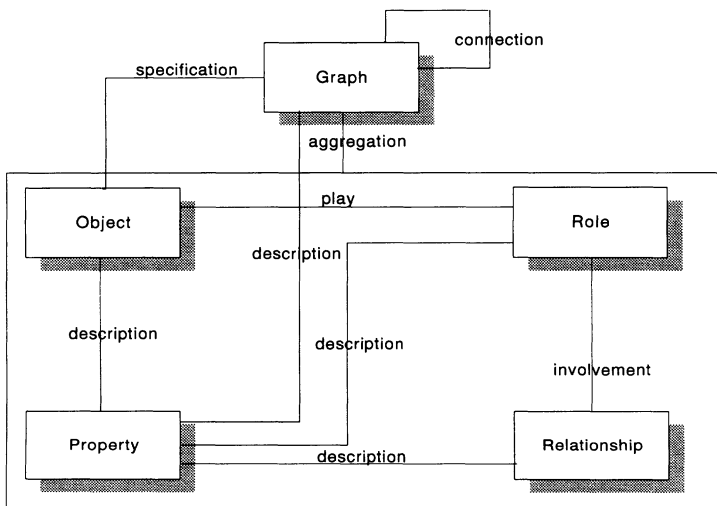 connection
specification
Graph
aggregation
play
Object
Role
description
description
description
involvement
Property
Relationship
description